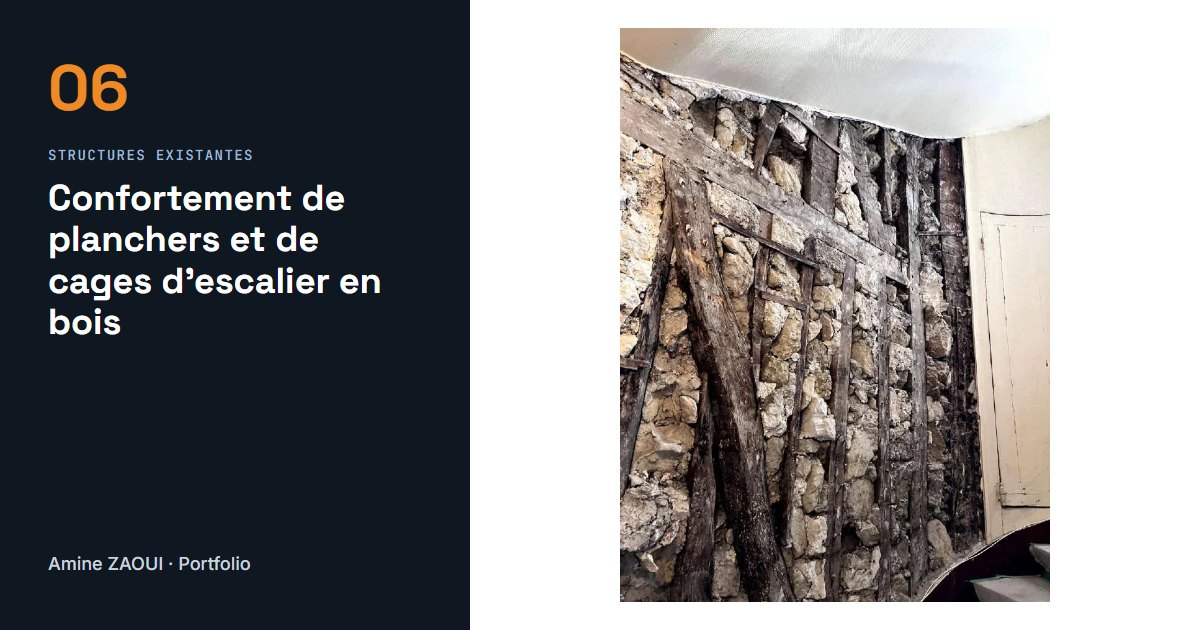 06
STRUCTURES EXISTANTES
Confortement de
planchers et de
cages d’escalier en
bois
Amine ZAOUI · Portfolio